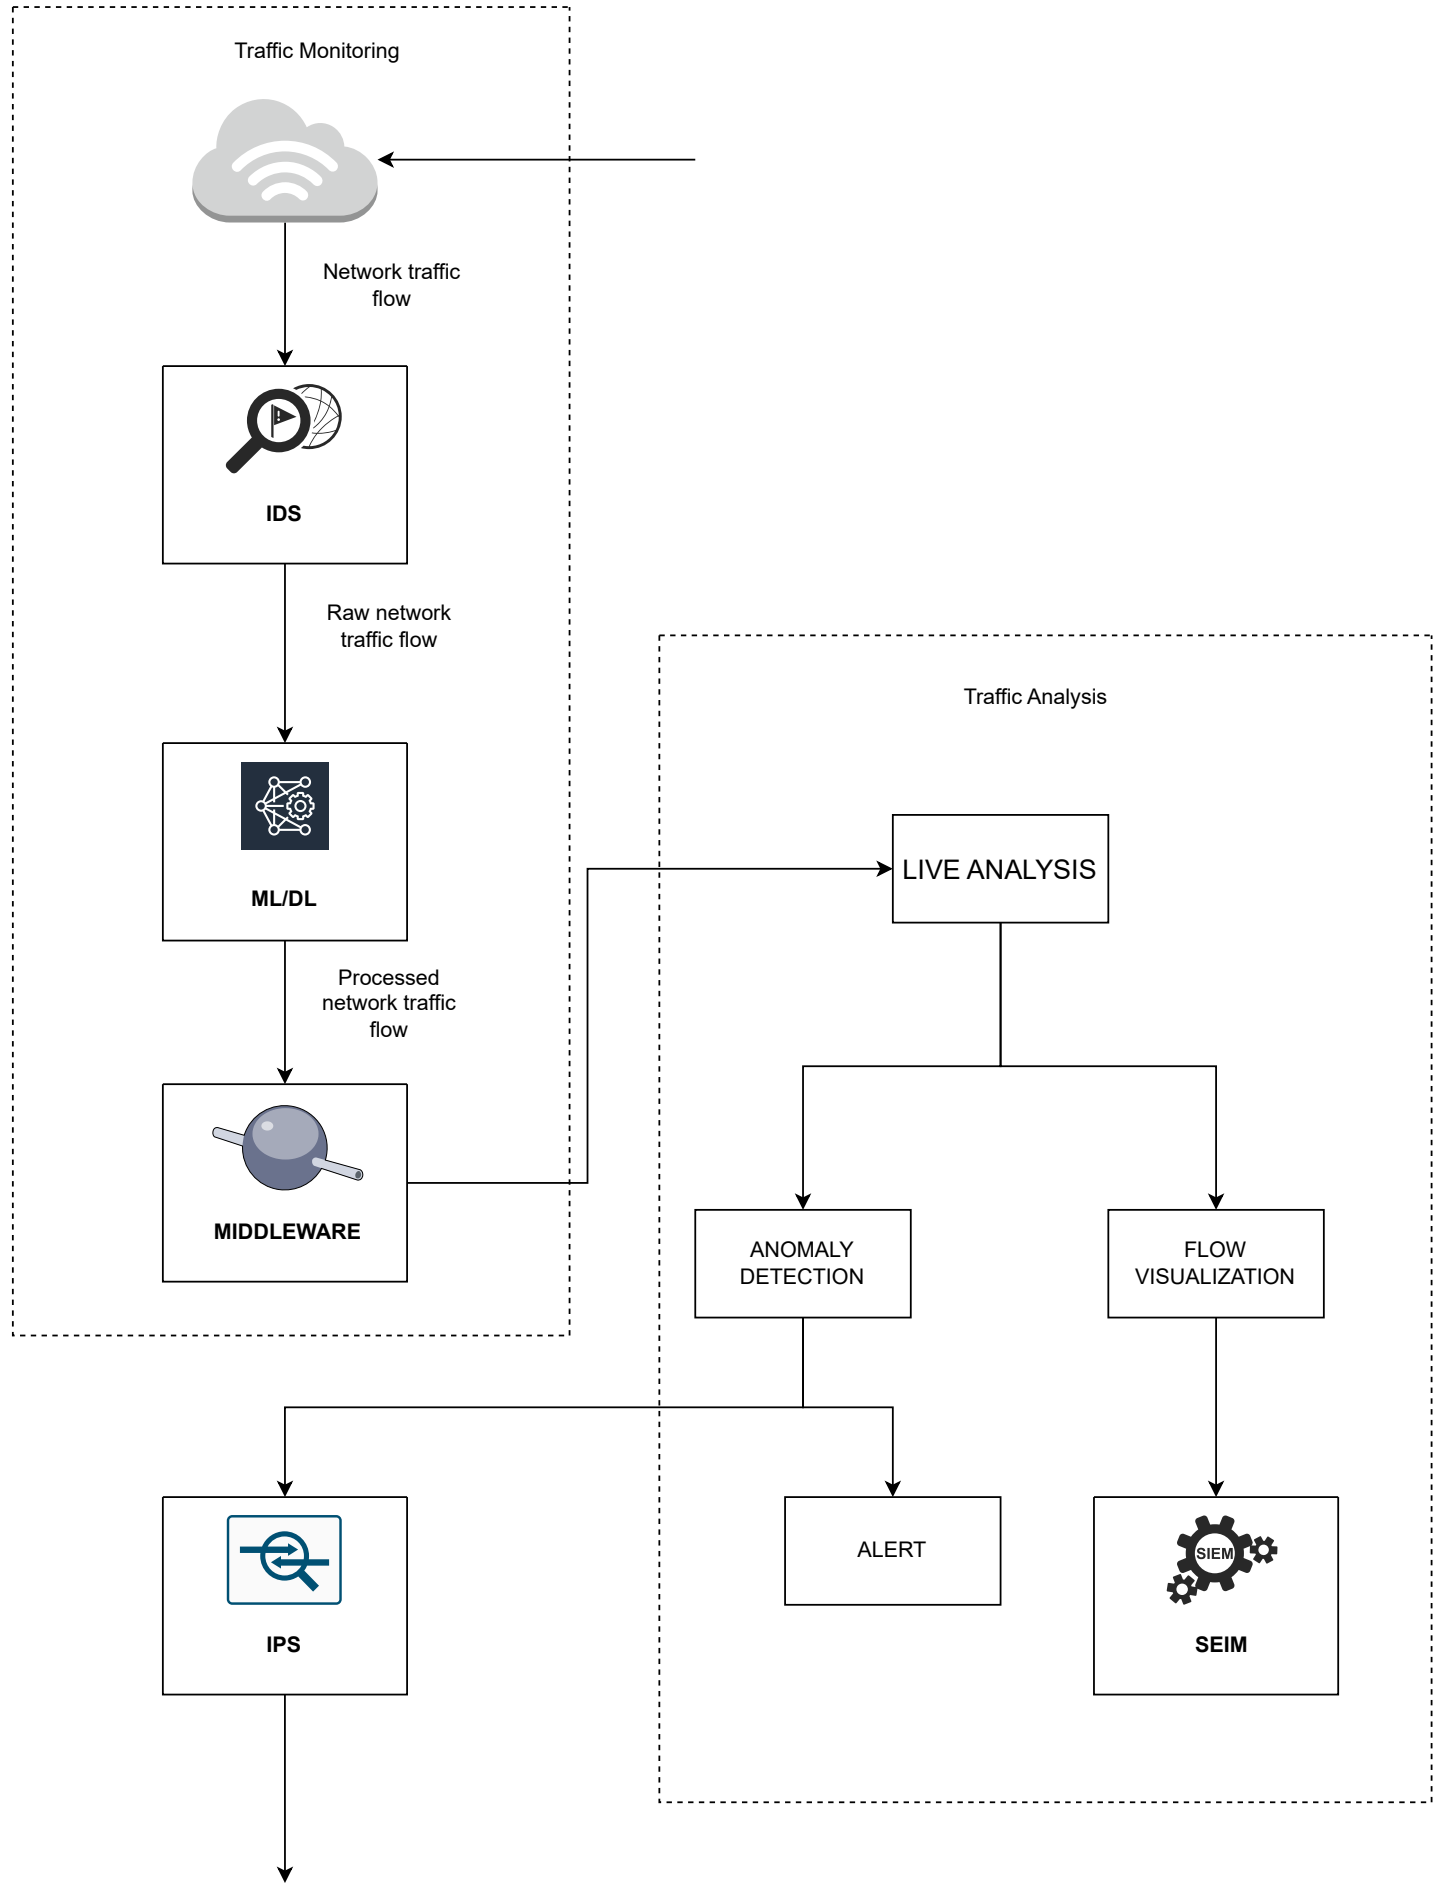 Traffic Monitoring
Network traffic
flow
IDS
Raw network
traffic flow
Traffic Analysis
ML/DL
LIVE ANALYSIS
Processed
network traffic
flow
MIDDLEWARE
ANOMALY
DETECTION
FLOW
VISUALIZATION
IPS
ALERT
SIEM
SEIM